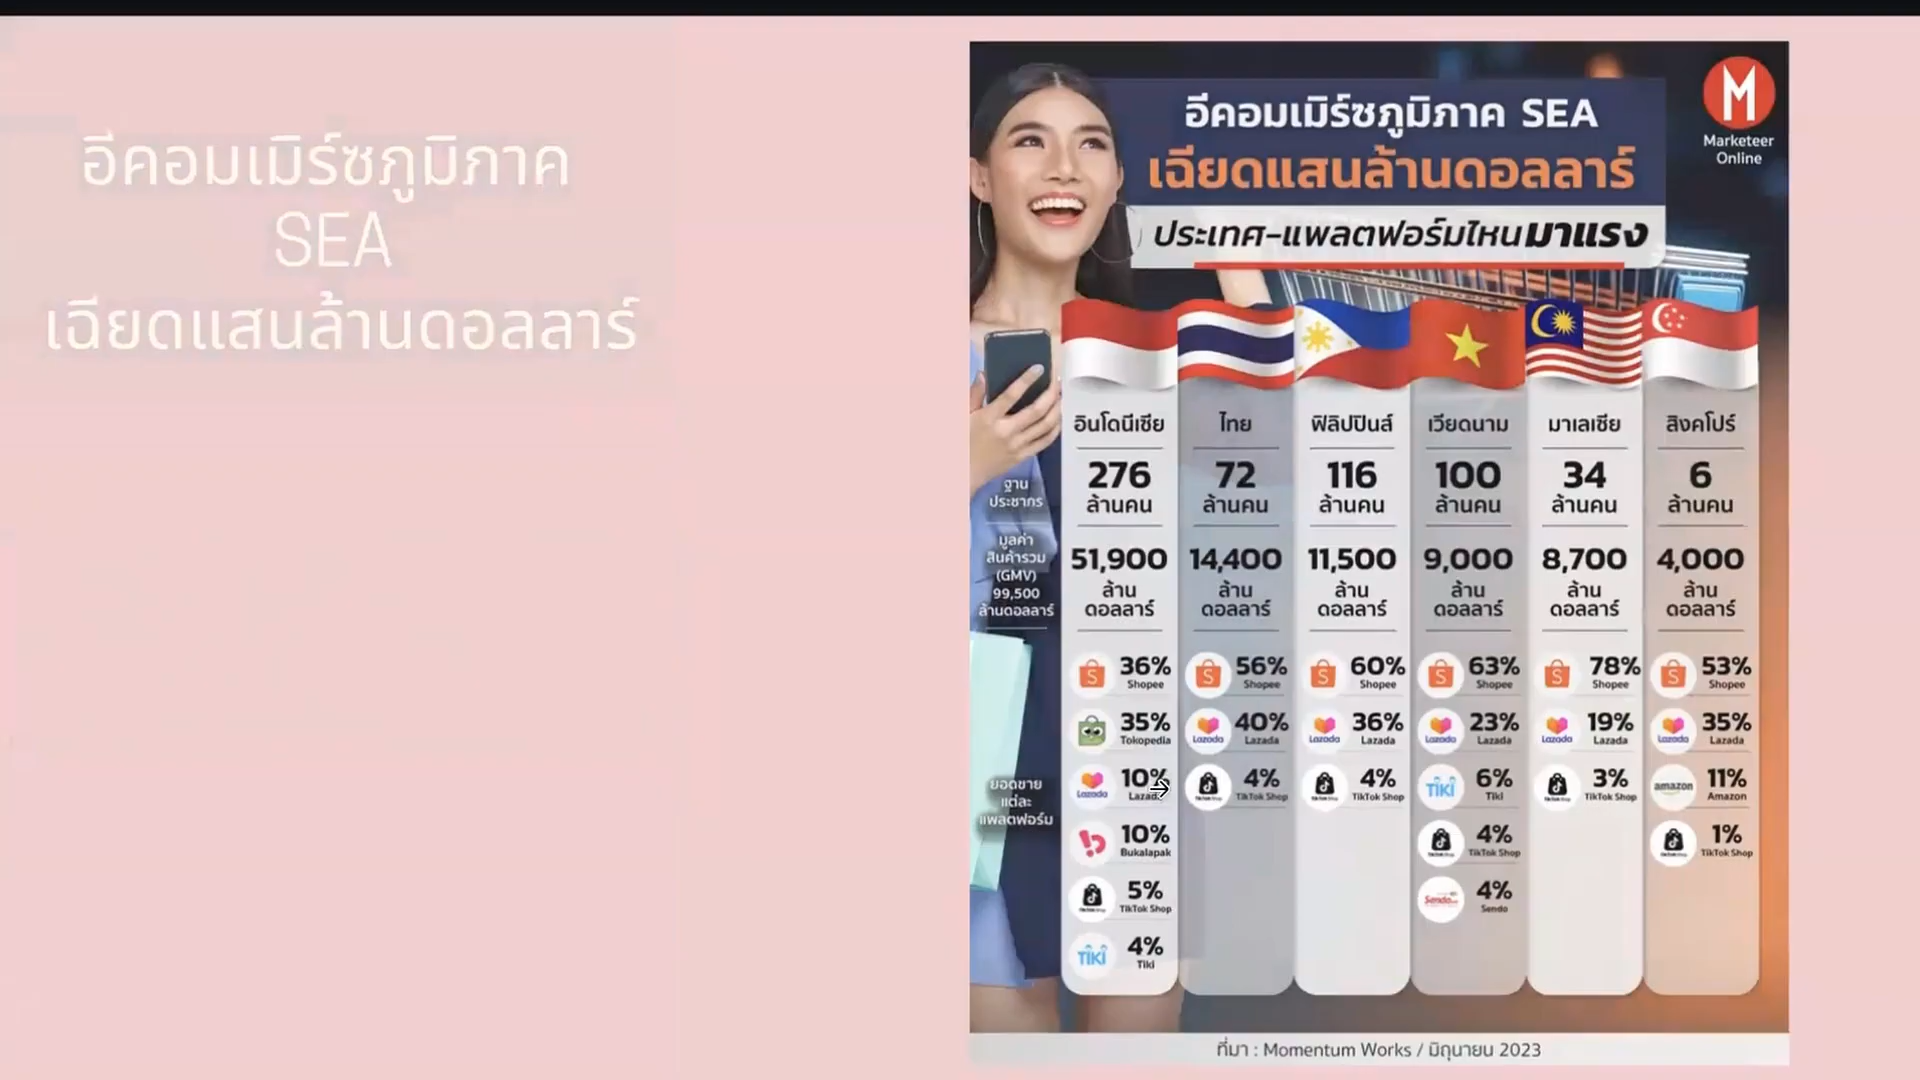 อีคอมเมิร์ซภูมิภาค
SEA
เฉียดแสนล้านดอลลาร์
อีคอมเมิร์ซภูมิภาค SEA
เฉียดแสนล้านดอลลาร์
ประเทศ-แพลตฟอร์มไหนมาแรง
M
Marketeer
Online
อินโดนีเซีย ไทย ฟิลิปปินส์ เวียดนาม มาเลเซีย สิงคโปร์
ฐาน
ประชากร
276 72 116 100 34 6
ล้านคน ล้านคน ล้านคน ล้านคน ล้านคน ล้านคน
มูลค่า
สินค้ารวม
(GMV)
99,500
ล้านดอลลาร์
51,900 14,400 11,500 9,000 8,700 4,000
ล้าน ล้าน ล้าน ล้าน ล้าน ล้าน
ดอลลาร์ ดอลลาร์ ดอลลาร์ ดอลลาร์ ดอลลาร์ ดอลลาร์
ยอดขาย
แต่ละ
แพลตฟอร์ม
36% 56% 60% 63% 78% 53%
Shopee Shopee Shopee Shopee Shopee Shopee
35% 40% 36% 23% 19% 35%
Tokopedia Lazada Lazada Lazada Lazada Lazada Lazada Lazada Lazada Lazada Lazada
10% 4% 4% 6% 3% 11%
Lazada Lazada TikTok Shop TikTok Shop TIKI Tiki TikTok Shop amazon Amazon
10% 4% 1%
Bukalapak TikTok Shop TikTok Shop
5% 4%
TikTok Shop Sendo Sendo
4%
TIKI Tiki
ที่มา : Momentum Works / มิถุนายน 2023